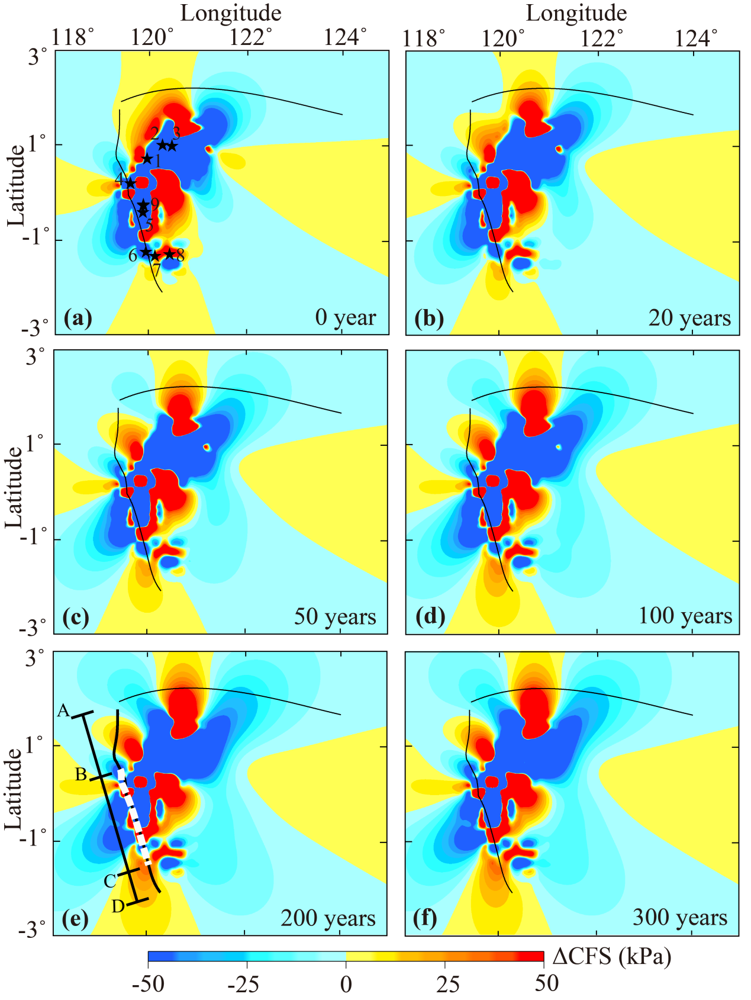 Longitude
Longitude
118° 120° 122° 124°
118° 120° 122° 124°
3°
1°
-1°
-3°
Latitude
2 3
1
4
9
5
6 7 8
(a) 0 year
(b) 20 years
3°
1°
-1°
-3°
Latitude
(c) 50 years
(d) 100 years
3°
1°
-1°
-3°
Latitude
A
B
C
D
(e) 200 years
(f) 300 years
ΔCFS (kPa)
-50 -25 0 25 50